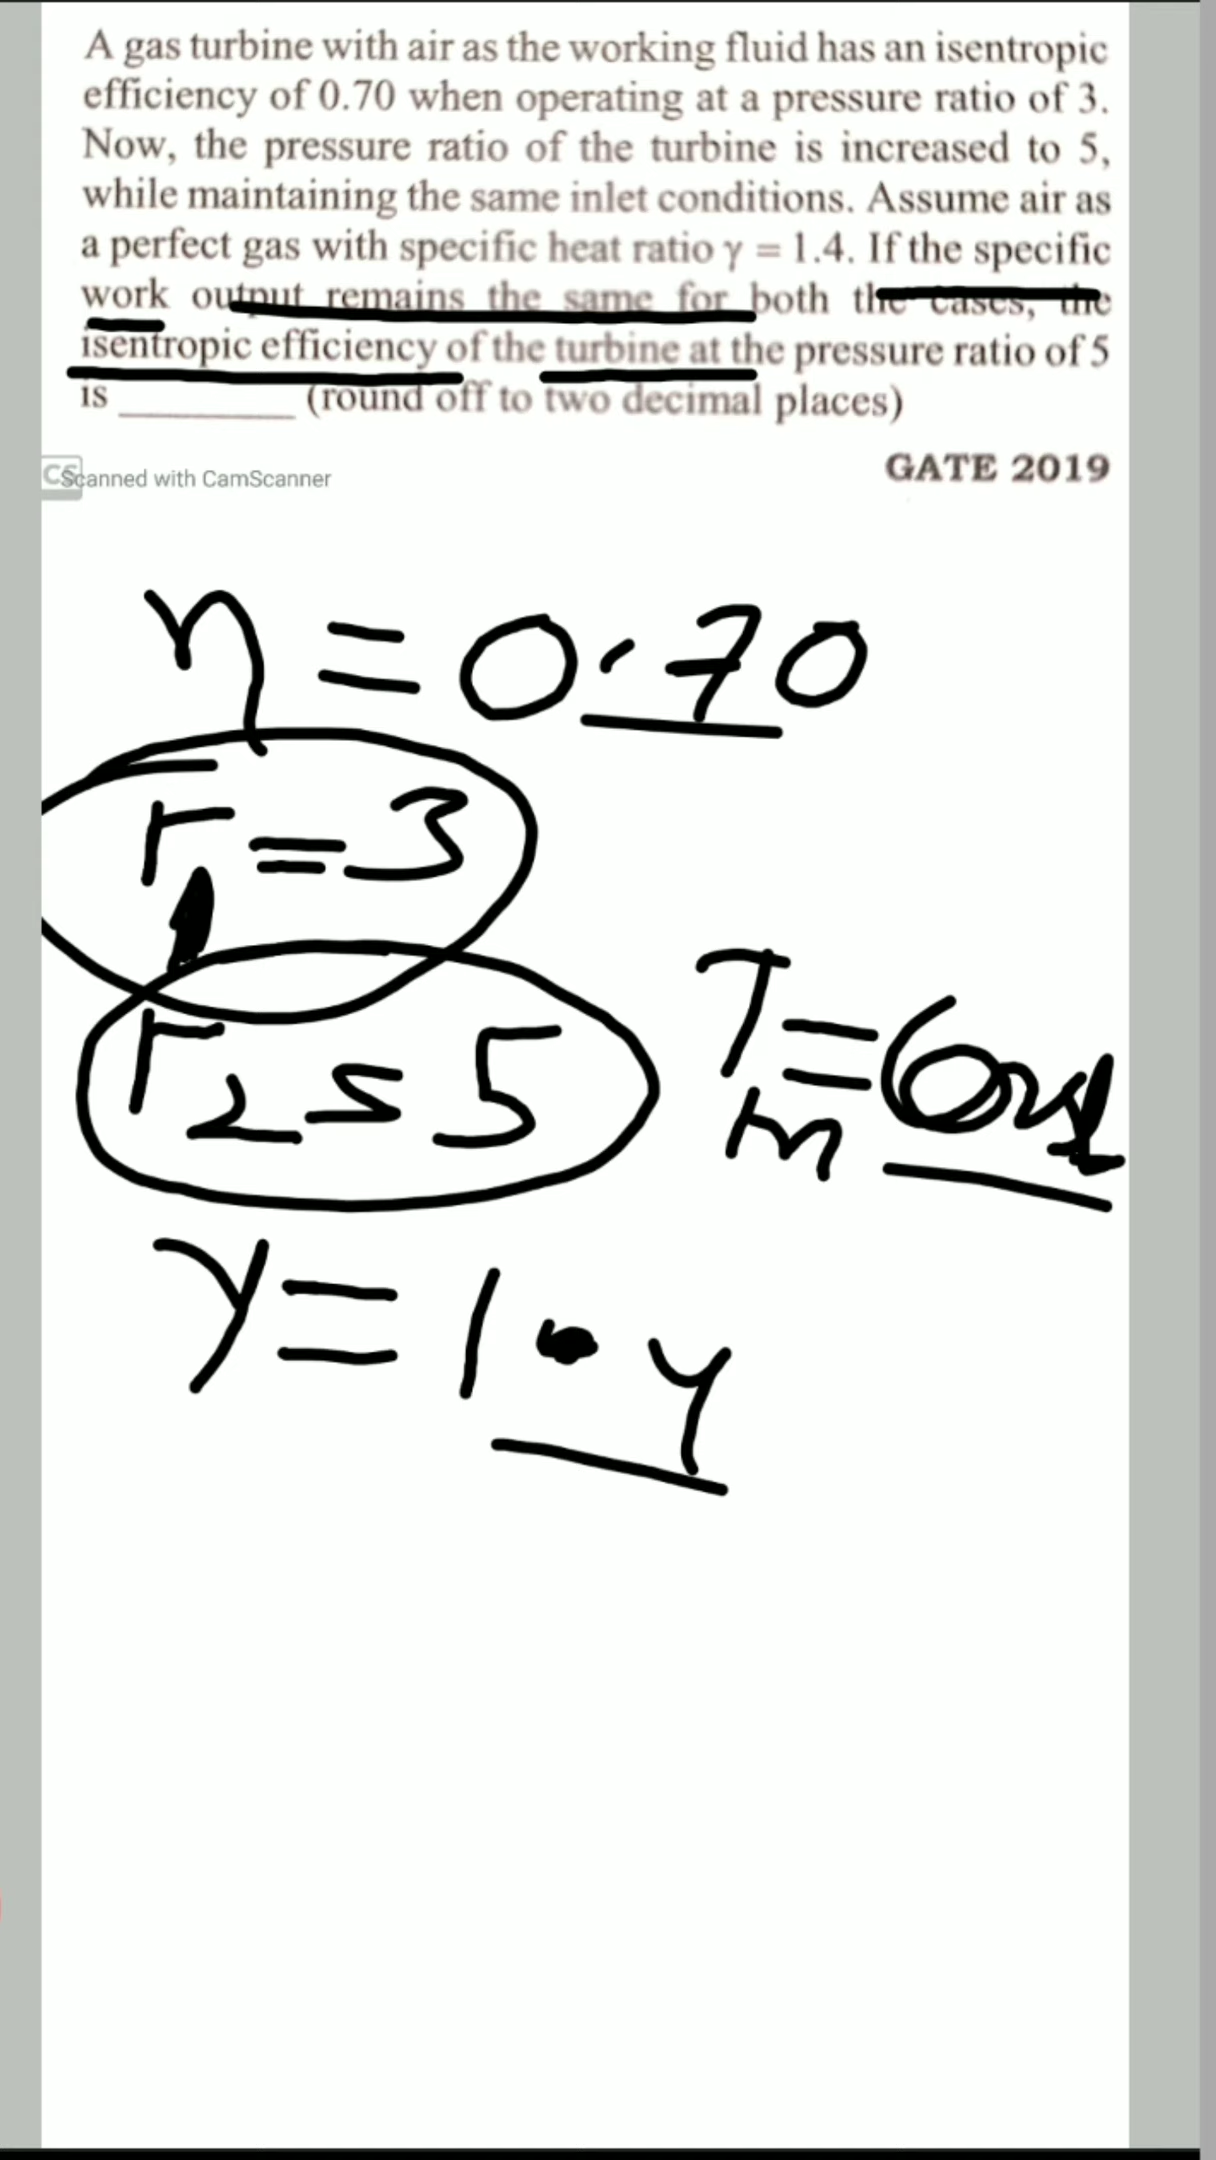 A gas turbine with air as the working fluid has an isentropic
efficiency of 0.70 when operating at a pressure ratio of 3.
Now, the pressure ratio of the turbine is increased to 5,
while maintaining the same inlet conditions. Assume air as
a perfect gas with specific heat ratio γ = 1.4. If the specific
work output remains the same for both the cases, the
isentropic efficiency of the turbine at the pressure ratio of 5
is ________ (round off to two decimal places)
CS Scanned with CamScanner
GATE 2019
η = 0.70
r1 = 3
r2 = 5
Tin = Const
γ = 1.4